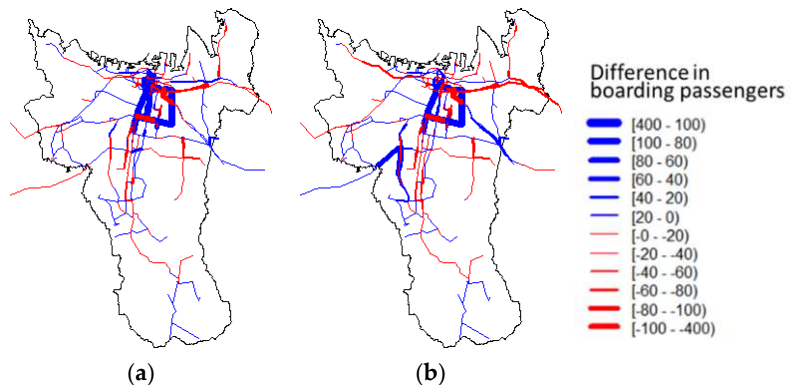 Difference in
boarding passengers
[400 - 100)
[100 - 80)
[80 - 60)
[60 - 40)
[40 - 20)
[20 - 0)
[-0 - -20)
[-20 - -40)
[-40 - -60)
[-60 - -80)
[-80 - -100)
[-100 - -400)
(a)
(b)